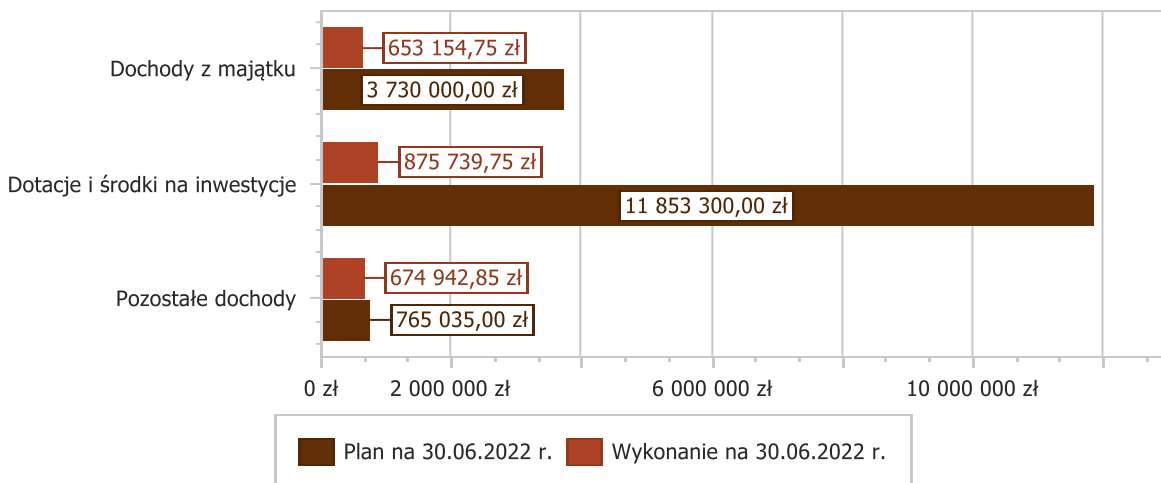 653 154,75 zł
Dochody z majątku
3 730 000,00 zł
875 739,75 zł
Dotacje i środki na inwestycje
11 853 300,00 zł
674 942,85 zł
Pozostałe dochody
765 035,00 zł
0 zł 2 000 000 zł 6 000 000 zł 10 000 000 zł
Plan na 30.06.2022 r. Wykonanie na 30.06.2022 r.